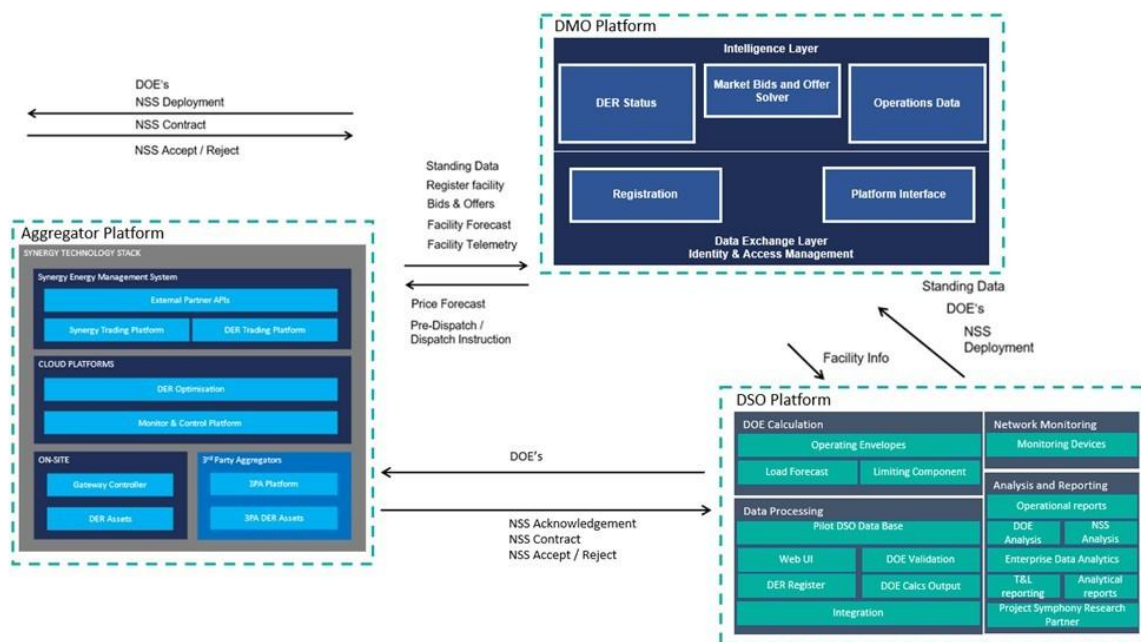 DMO Platform
Intelligence Layer
DER Status
Market Bids and Offer
Solver
Operations Data
Registration
Platform Interface
Data Exchange Layer
Identity & Access Management
DOE's
NSS Deployment
NSS Contract
NSS Accept / Reject
Standing Data
Register facility
Bids & Offers
Facility Forecast
Facility Telemetry
Price Forecast
Pre-Dispatch /
Dispatch Instruction
Aggregator Platform
SYNERGY TECHNOLOGY STACK
Synergy Energy Management System
External Partner APIs
Synergy Trading Platform
DER Trading Platform
CLOUD PLATFORMS
DER Optimisation
Monitor & Control Platform
ON-SITE
Gateway Controller
DER Assets
3rd Party Aggregators
3PA Platform
3PA DER Assets
Standing Data
DOE's
NSS
Deployment
Facility Info
DOE's
NSS Acknowledgement
NSS Contract
NSS Accept / Reject
DSO Platform
DOE Calculation
Operating Envelopes
Load Forecast
Limiting Component
Data Processing
Pilot DSO Data Base
Web UI
DOE Validation
DER Register
DOE Calcs Output
Integration
Network Monitoring
Monitoring Devices
Analysis and Reporting
Operational reports
DOE
Analysis
NSS
Analysis
Enterprise Data Analytics
T&L
reporting
Analytical
reports
Project Symphony Research
Partner